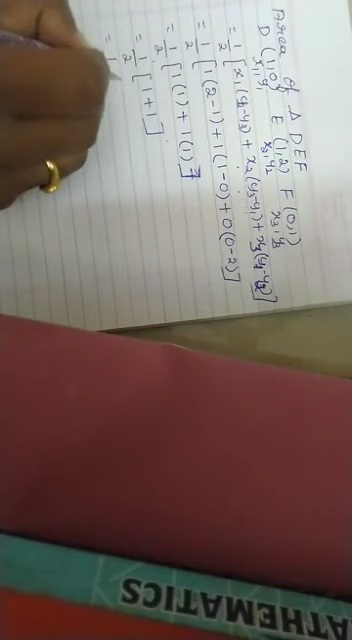 Area of Δ DEF
D (1,0) E (1,2) F (0,1)
x₁,y₁ x₂,y₂ x₃,y₃
= 1/2 [x₁(y₂-y₃) + x₂(y₃-y₁) + x₃(y₁-y₂)]
= 1/2 [1(2-1) + 1(1-0) + 0(0-2)]
= 1/2 [1(1) + 1(1)]
= 1/2 [1+1]
= 1
ATHEMATICS